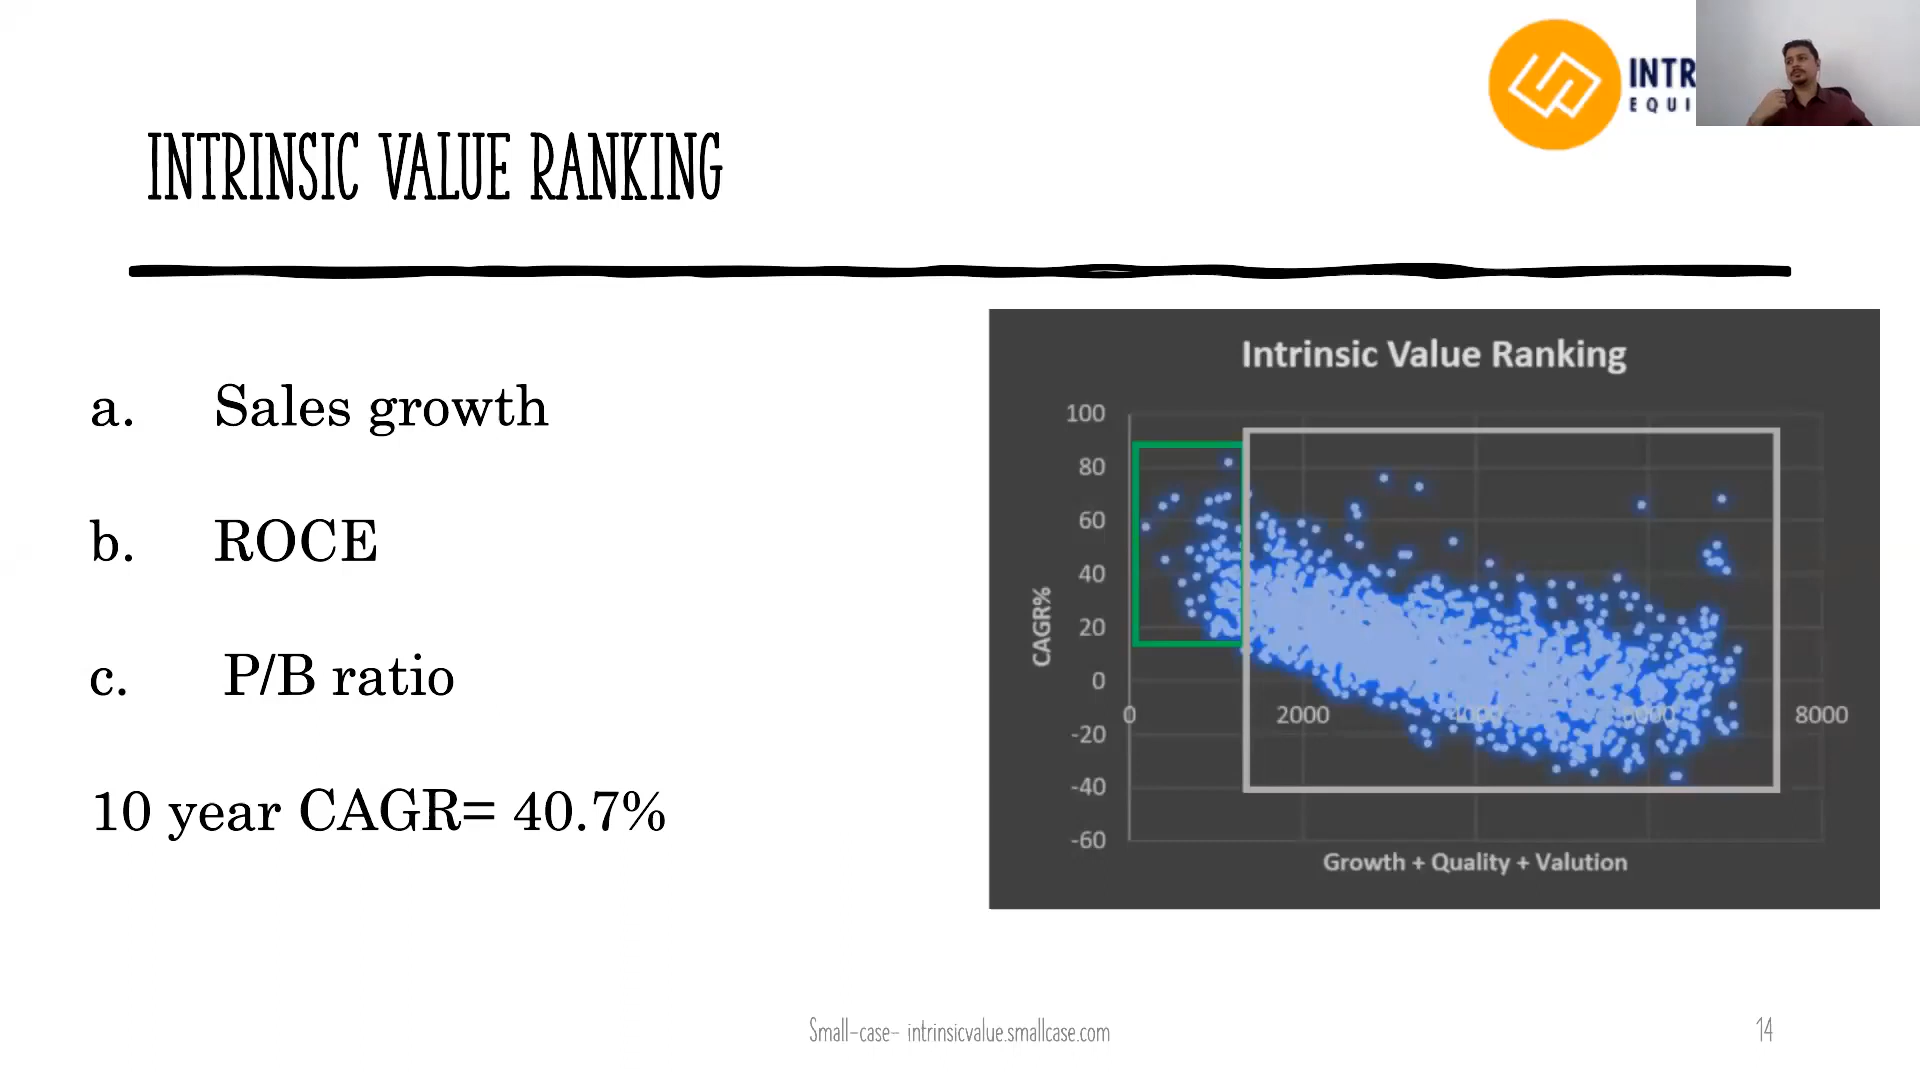 INTR
EQUI
INTRINSIC VALUE RANKING
a. Sales growth
b. ROCE
c. P/B ratio
10 year CAGR= 40.7%
Intrinsic Value Ranking
100
80
60
40
20
0
-20
-40
-60
CAGR%
0 2000 4000 6000 8000
Growth + Quality + Valution
Small-case- intrinsicvalue.smallcase.com
14